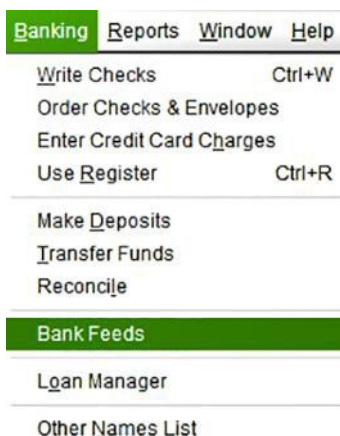 Banking Reports Window Help
Write Checks Ctrl+W
Order Checks & Envelopes
Enter Credit Card Charges
Use Register Ctrl+R
Make Deposits
Transfer Funds
Reconcile
Bank Feeds
Loan Manager
Other Names List